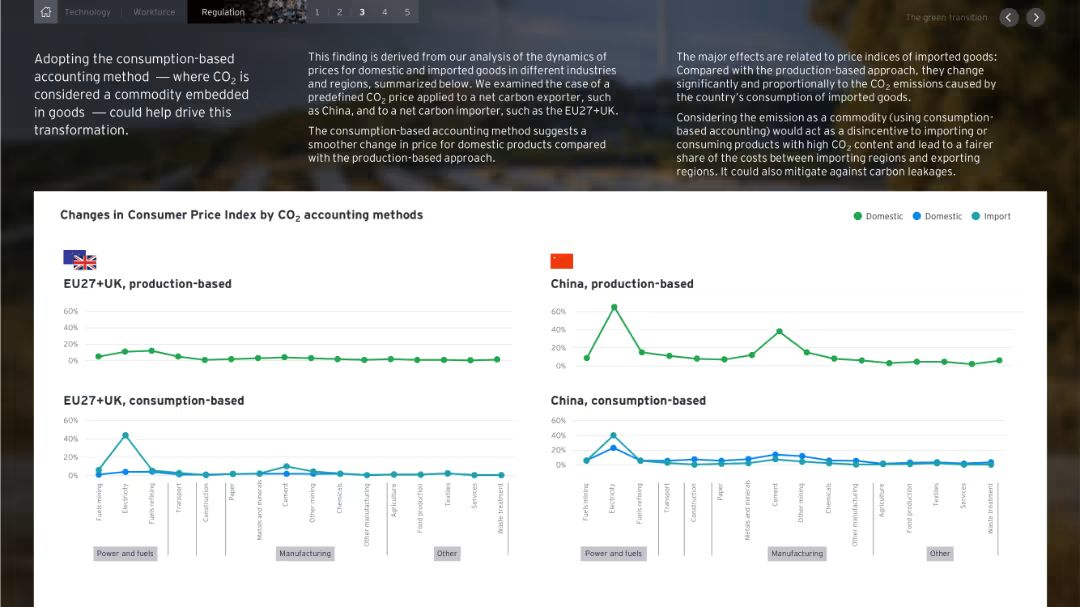 Technology
Workforce
Regulation
1 2 3 4 5
The green transition
Adopting the consumption-based
accounting method — where CO₂ is
considered a commodity embedded
in goods — could help drive this
transformation.
This finding is derived from our analysis of the dynamics of
prices for domestic and imported goods in different industries
and regions, summarized below. We examined the case of a
predefined CO₂ price applied to a net carbon exporter, such
as China, and to a net carbon importer, such as the EU27+UK.
The consumption-based accounting method suggests a
smoother change in price for domestic products compared
with the production-based approach.
The major effects are related to price indices of imported goods:
Compared with the production-based approach, they change
significantly and proportionally to the CO₂ emissions caused by
the country's consumption of imported goods.
Considering the emission as a commodity (using consumption-
based accounting) would act as a disincentive to importing or
consuming products with high CO₂ content and lead to a fairer
share of the costs between importing regions and exporting
regions. It could also mitigate against carbon leakages.
Changes in Consumer Price Index by CO₂ accounting methods
Domestic
Domestic
Import
EU27+UK, production-based
60%
40%
20%
0%
EU27+UK, consumption-based
60%
40%
20%
0%
Fuels mining
Electricity
Fuels refining
Transport
Construction
Paper
Metals and minerals
Cement
Other mining
Chemicals
Other manufacturing
Agriculture
Food production
Textiles
Services
Waste treatment
Power and fuels
Manufacturing
Other
China, production-based
60%
40%
20%
0%
China, consumption-based
60%
40%
20%
0%
Fuels mining
Electricity
Fuels refining
Transport
Construction
Paper
Metals and minerals
Cement
Other mining
Chemicals
Other manufacturing
Agriculture
Food production
Textiles
Services
Waste treatment
Power and fuels
Manufacturing
Other